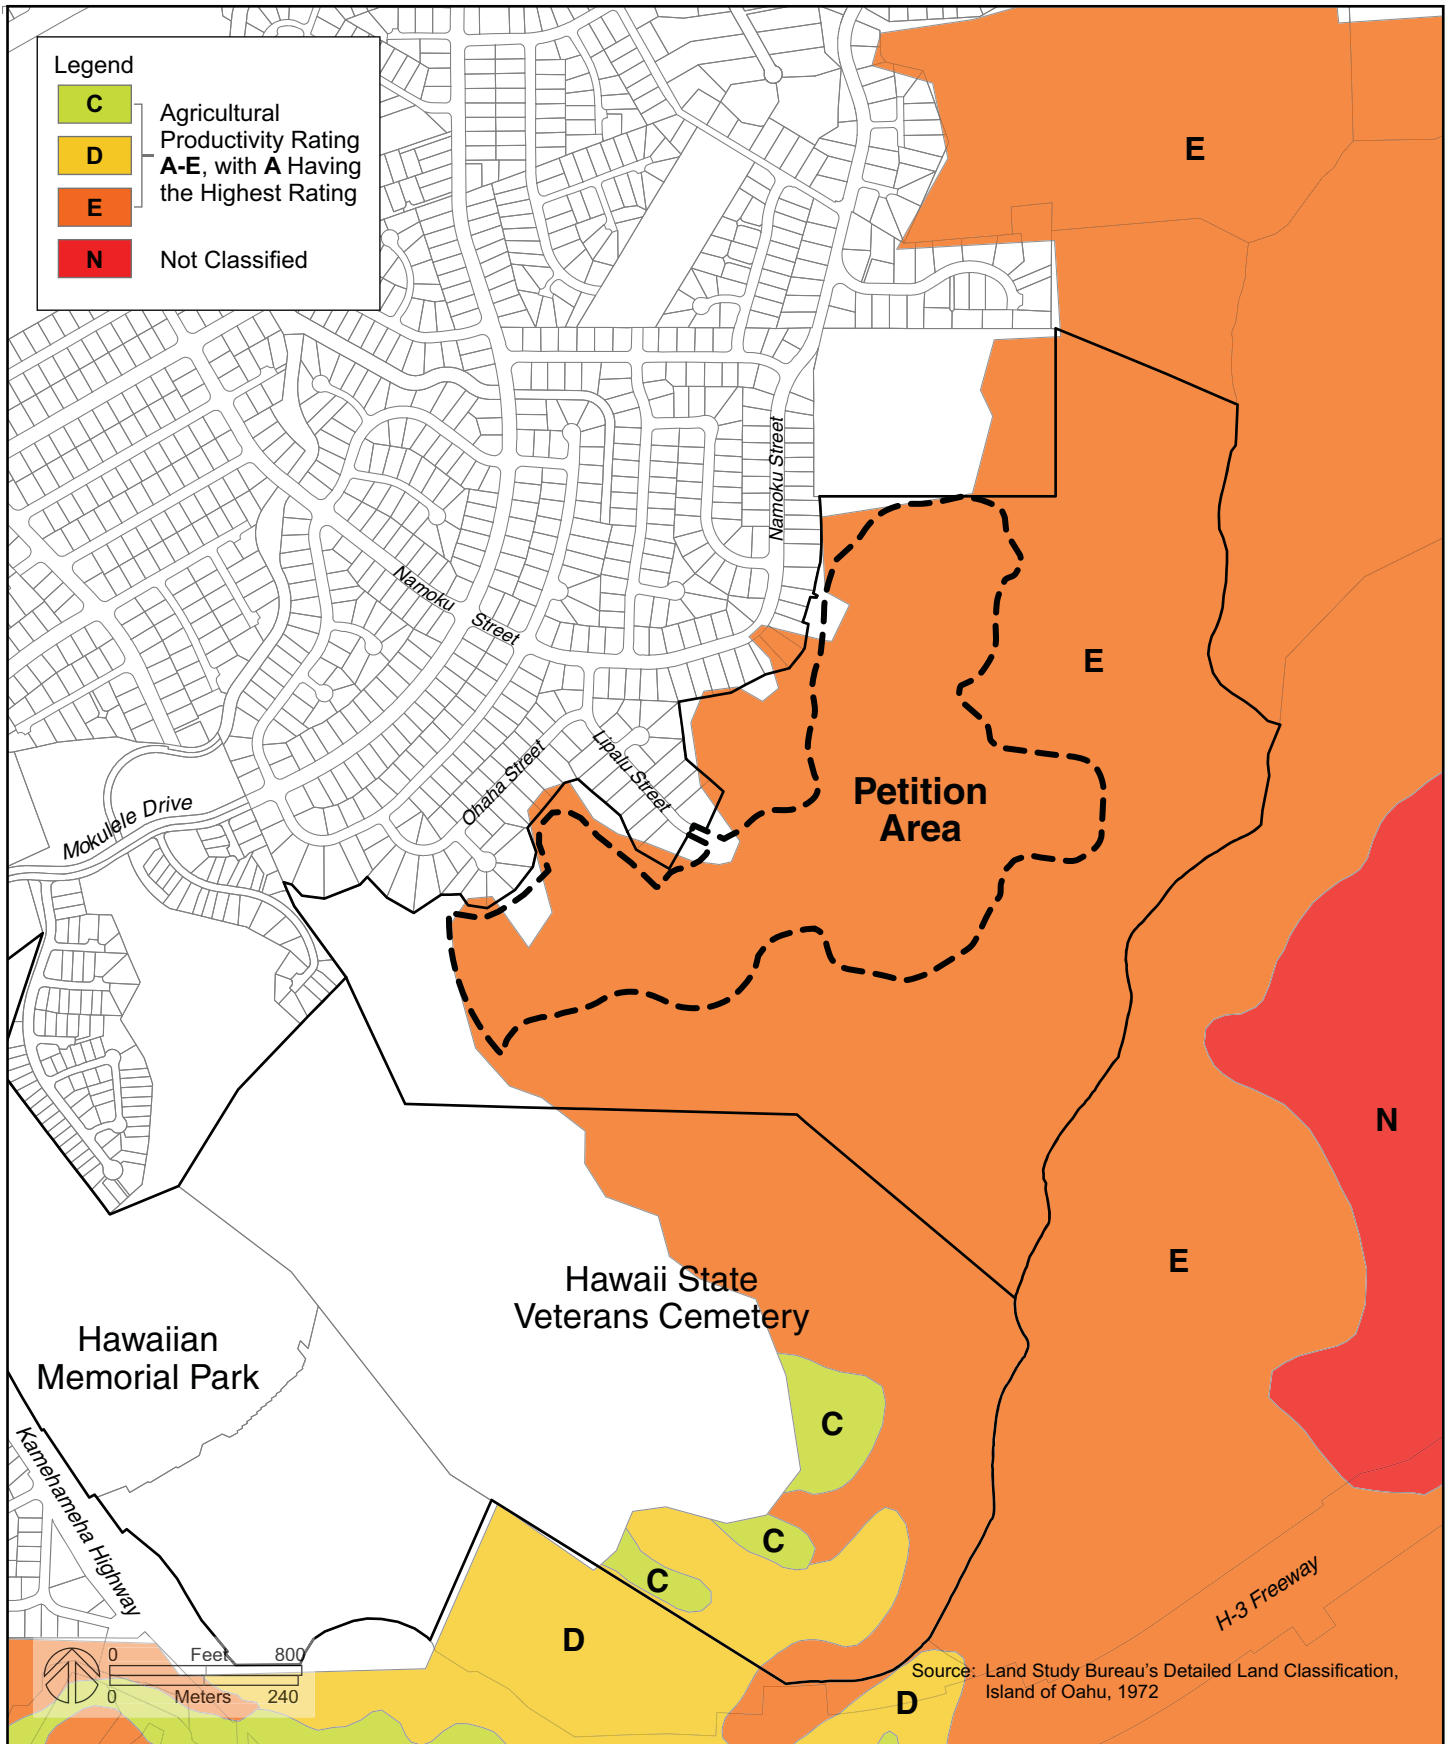 Legend
C
D
E
N
Agricultural
Productivity Rating
A-E, with A Having
the Highest Rating
Not Classified
E
Namoku Street
Namoku Street
E
Petition
Area
Ohaha Street
Lipalu Street
Mokulele Drive
N
E
Hawaii State
Veterans Cemetery
Hawaiian
Memorial Park
C
C
C
Kamehameha Highway
D
H-3 Freeway
D
0 Feet 800
0 Meters 240
Source: Land Study Bureau's Detailed Land Classification,
Island of Oahu, 1972